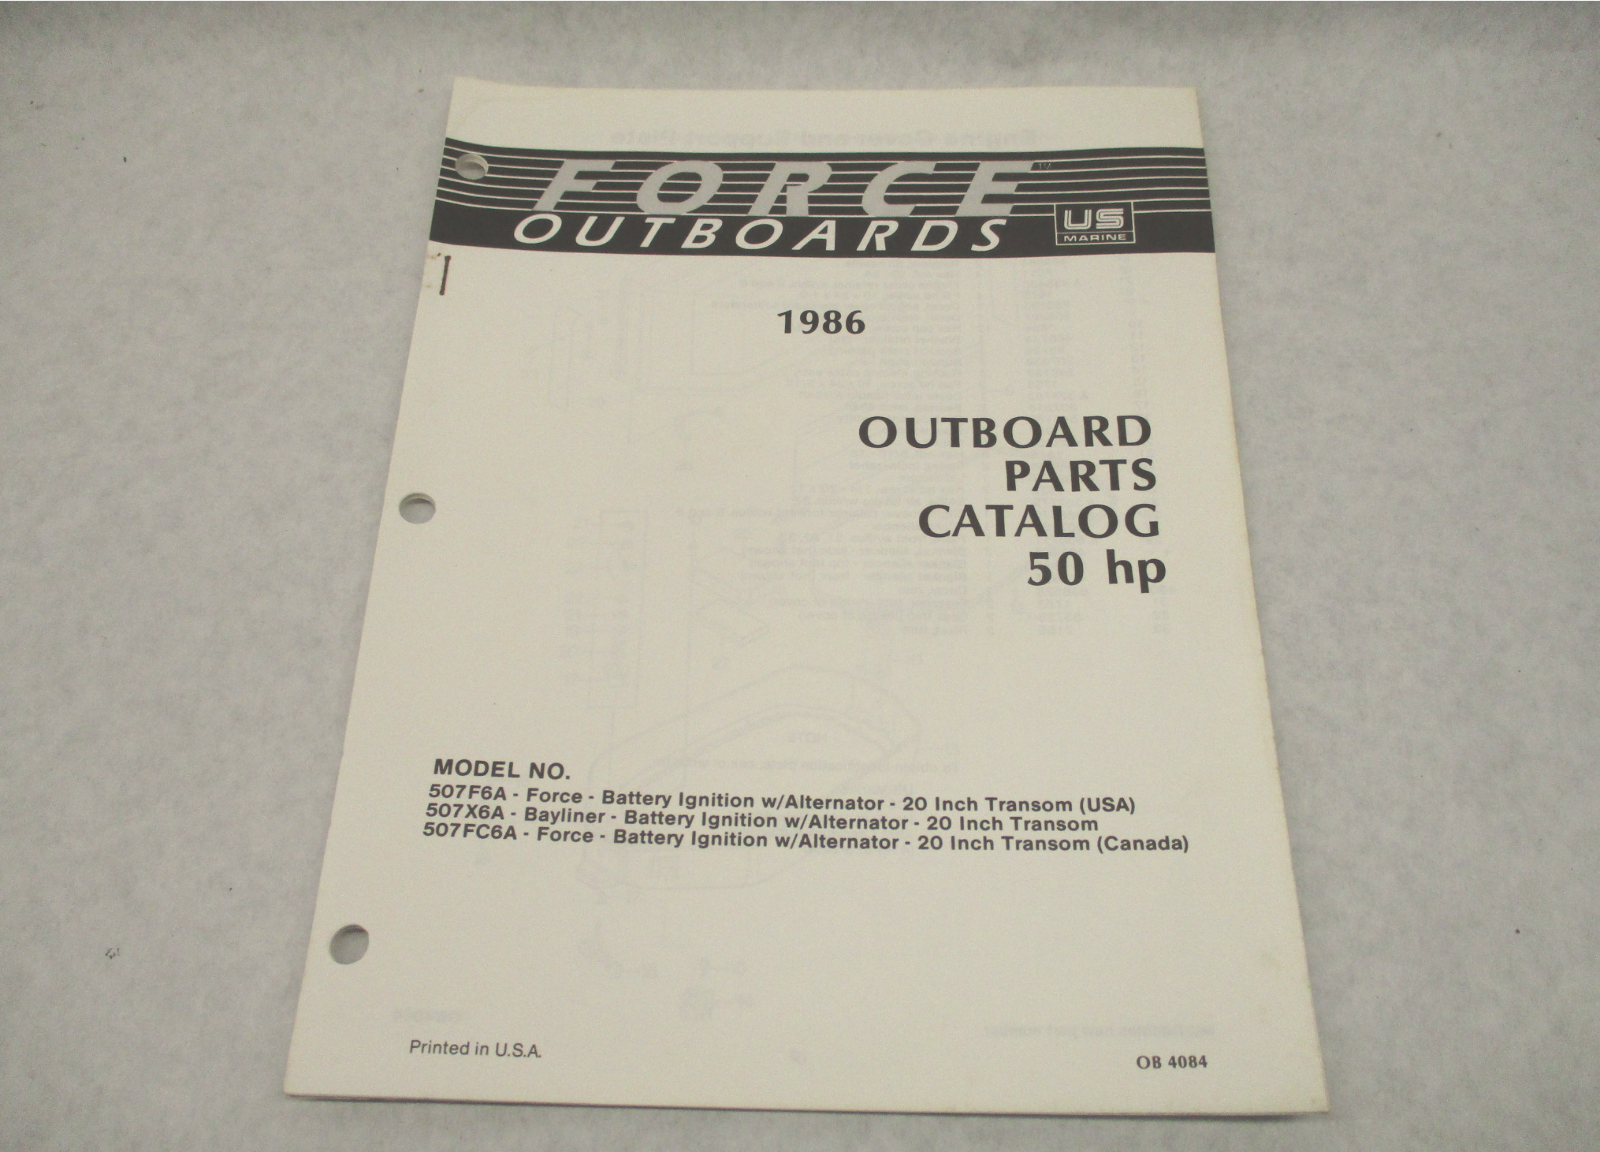 FORCE™
OUTBOARDS
US
MARINE
1986
OUTBOARD
PARTS
CATALOG
50 hp
MODEL NO.
507F6A - Force - Battery Ignition w/Alternator - 20 Inch Transom (USA)
507X6A - Bayliner - Battery Ignition w/Alternator - 20 Inch Transom
507FC6A - Force - Battery Ignition w/Alternator - 20 Inch Transom (Canada)
Printed in U.S.A.
OB 4084